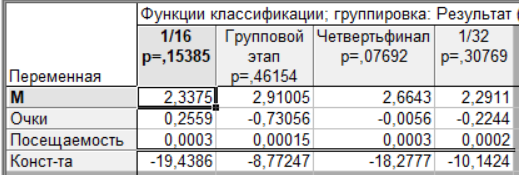 Функции классификации; группировка: Результат (
Переменная 1/16 p=,15385 Групповой этап p=,46154 Четвертьфинал p=,07692 1/32 p=,30769
М 2,3375 2,91005 2,6643 2,2911
Очки 0,2559 -0,73056 -0,0056 -0,2244
Посещаемость 0,0003 0,00015 0,0003 0,0002
Конст-та -19,4386 -8,77247 -18,2777 -10,1424